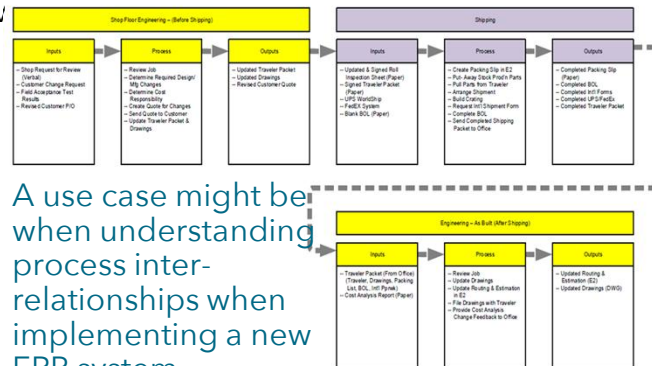 Shop Floor Engineering – (Before Shipping)
Inputs
– Shop Request for Review
(Verbal)
– Customer Change Request
– Field Acceptance Test
Results
– Revised Customer P/O
Process
– Review Job
– Determine Required Design/
Mfg Changes
– Determine Cost
Responsibility
– Create Quote for Changes
– Send Quote to Customer
– Update Traveler Packet &
Drawings
Outputs
– Updated Traveler Packet
– Updated Drawings
– Revised Customer Quote
Shipping
Inputs
– Updated & Signed Roll
Inspection Sheet (Paper)
– Signed Traveler Packet
(Paper)
– UPS WorldShip
– FedEX System
– Blank BOL (Paper)
Process
– Create Packing Slip in E2
– Put-Away Stock Prod'n Parts
– Pull Parts from Traveler
– Arrange Shipment
– Build Crating
– Request Int'l Shipment Form
– Complete BOL
– Send Completed Shipping
Packet to Office
Outputs
– Completed Packing Slip
(Paper)
– Completed BOL
– Completed Int'l Forms
– Completed UPS/FedEx
– Completed Traveler Packet
A use case might be
when understanding
process inter-
relationships when
implementing a new
ERP system
Engineering – As Built (After Shipping)
Inputs
– Traveler Packet (From Office)
(Traveler, Drawings, Packing
List, BOL, Int'l Pprwk)
– Cost Analysis Report (Paper)
Process
– Review Job
– Update Drawings
– Update Routing & Estimation
in E2
– File Drawings with Traveler
– Provide Cost Analysis
Change Feedback to Office
Outputs
– Updated Routing &
Estimation (E2)
– Updated Drawings (DWG)